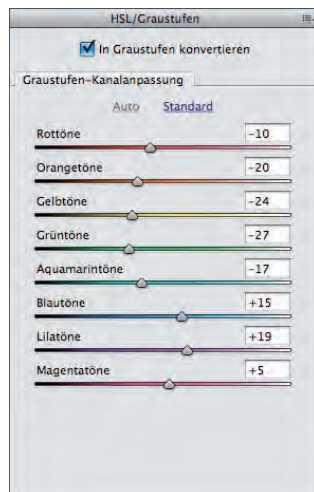 HSL/Graustufen
In Graustufen konvertieren
Graustufen-Kanalanpassung
Auto Standard
Rottöne -10
Orangetöne -20
Gelbtöne -24
Grüntöne -27
Aquamarintöne -17
Blautöne +15
Lilatöne +19
Magentatöne +5